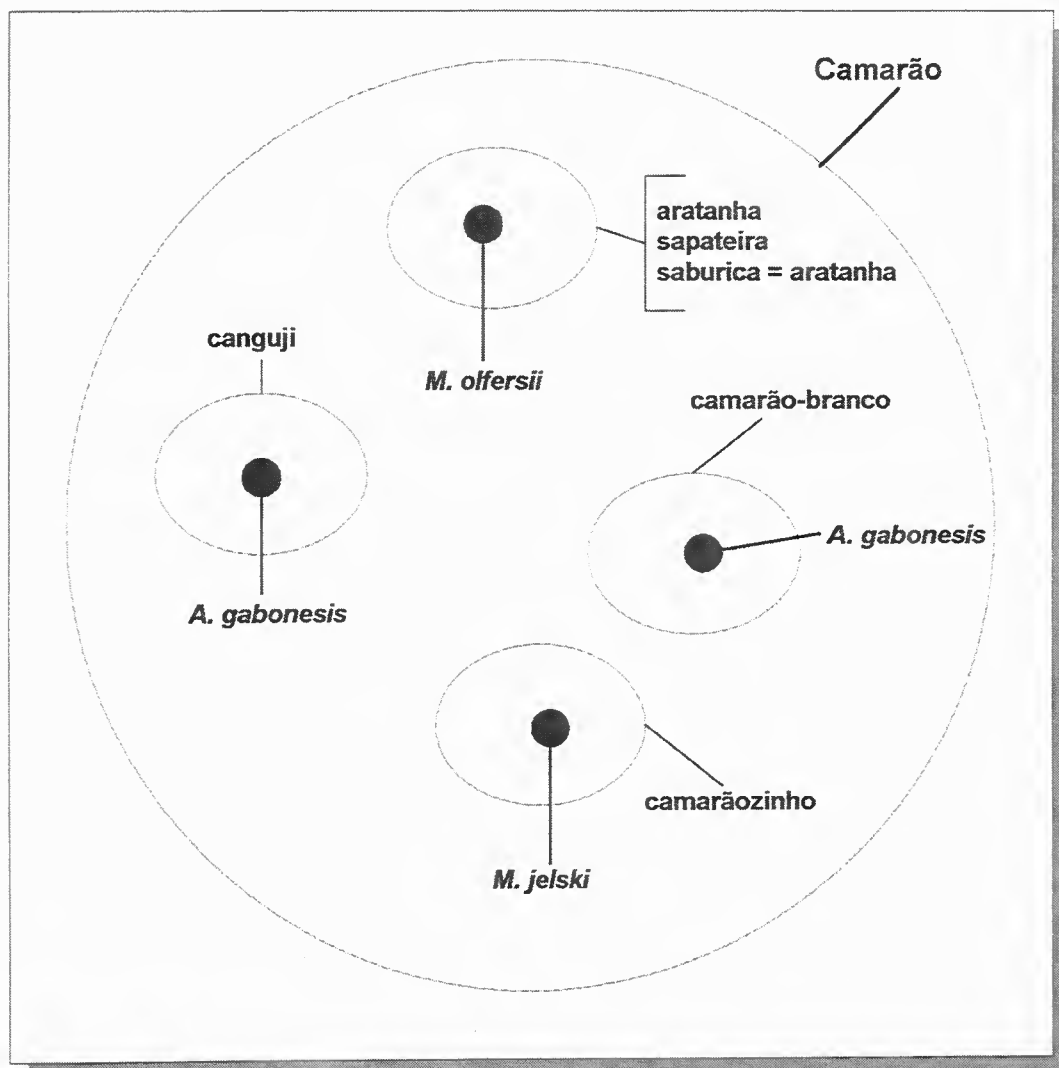 Camarão
aratanha
sapateira
saburica = aratanha
canguji
M. olfersii
camarão-branco
A. gabonesis
A. gabonesis
camarãozinho
M. jelski